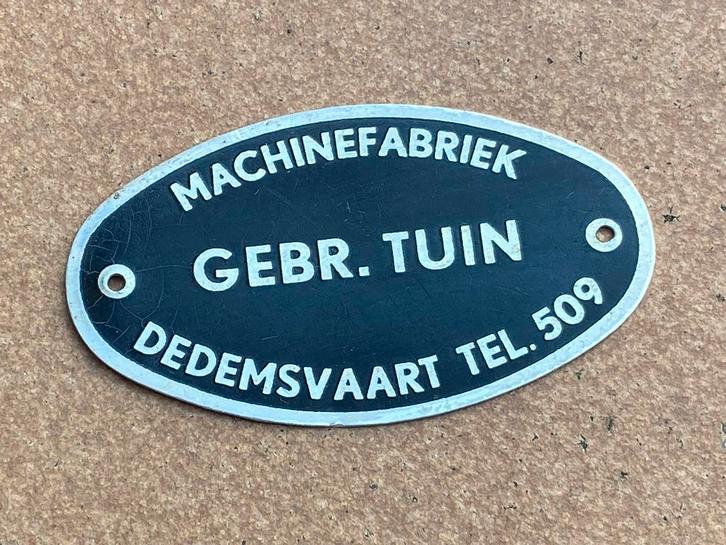 MACHINEFABRIEK
GEBR. TUIN
DEDEMSVAART TEL. 509